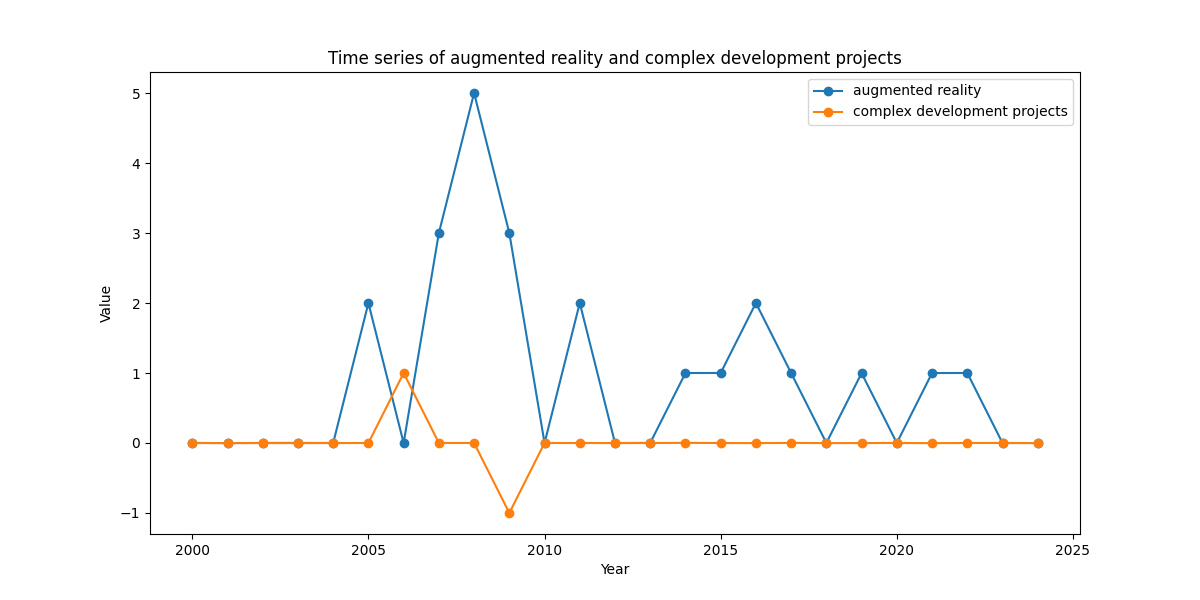 Time series of augmented reality and complex development projects
augmented reality
complex development projects
5
4
3
2
1
0
−1
Value
2000
2005
2010
2015
2020
2025
Year